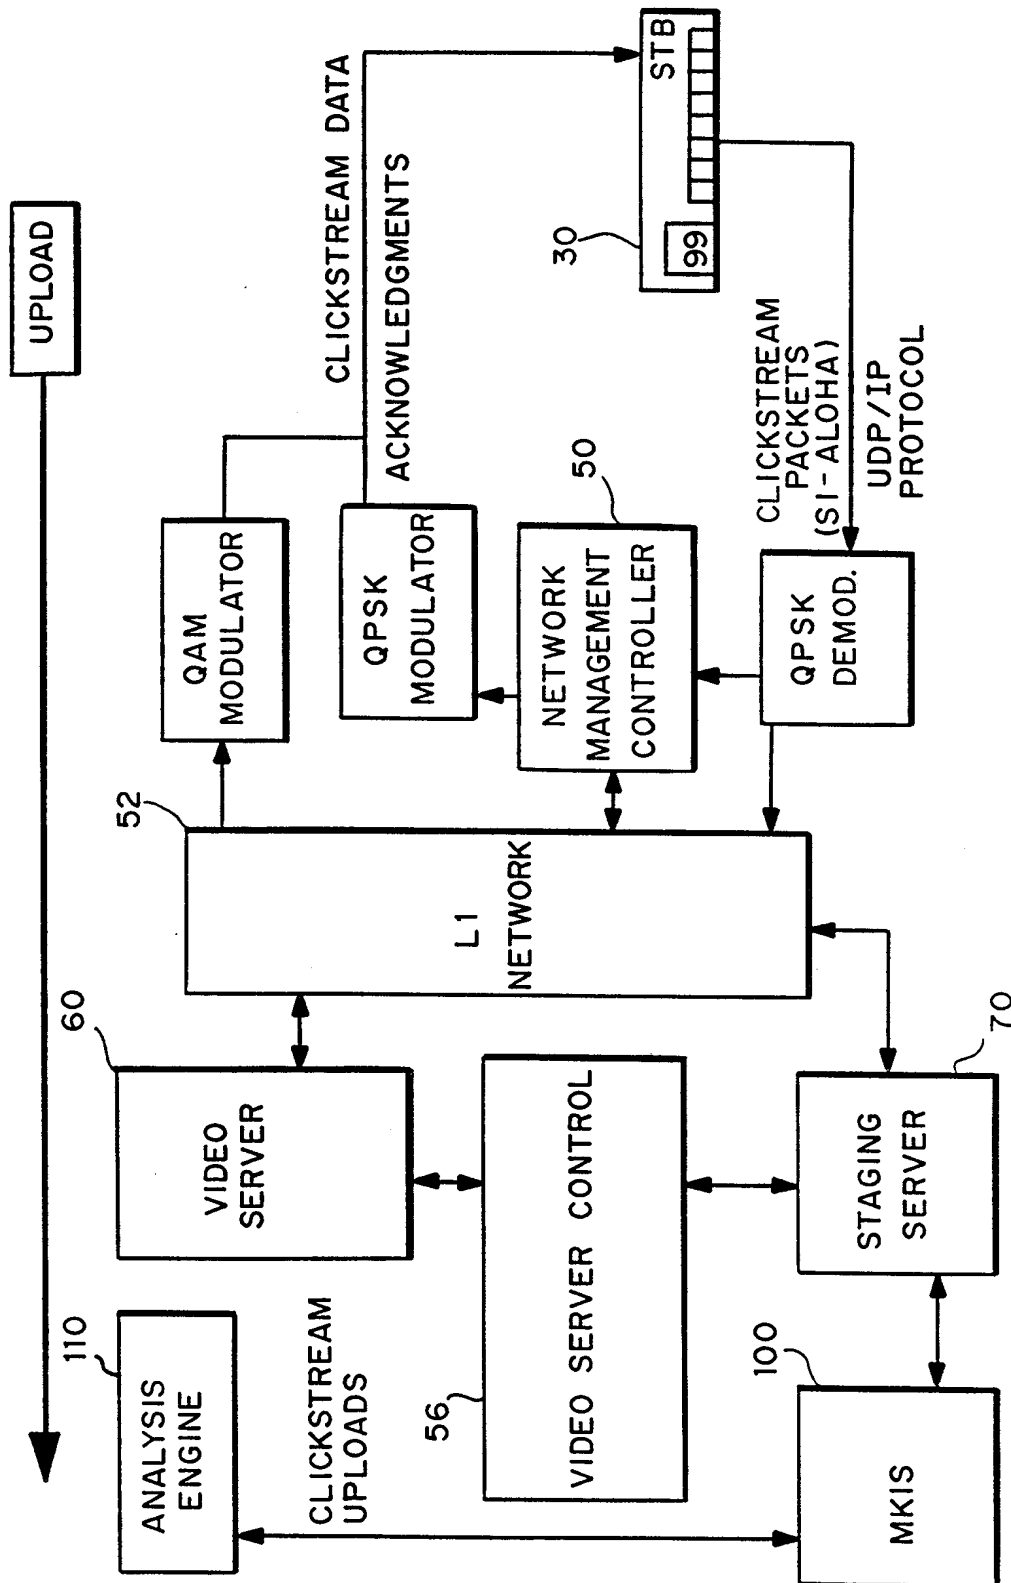 UPLOAD
110
ANALYSIS
ENGINE
CLICKSTREAM
UPLOADS
60
VIDEO
SERVER
56
VIDEO SERVER CONTROL
100
MKIS
70
STAGING
SERVER
52
L1
NETWORK
QAM
MODULATOR
QPSK
MODULATOR
50
NETWORK
MANAGEMENT
CONTROLLER
QPSK
DEMOD.
CLICKSTREAM DATA
ACKNOWLEDGMENTS
30
99
STB
CLICKSTREAM
PACKETS
(SI-ALOHA)
UDP/IP
PROTOCOL